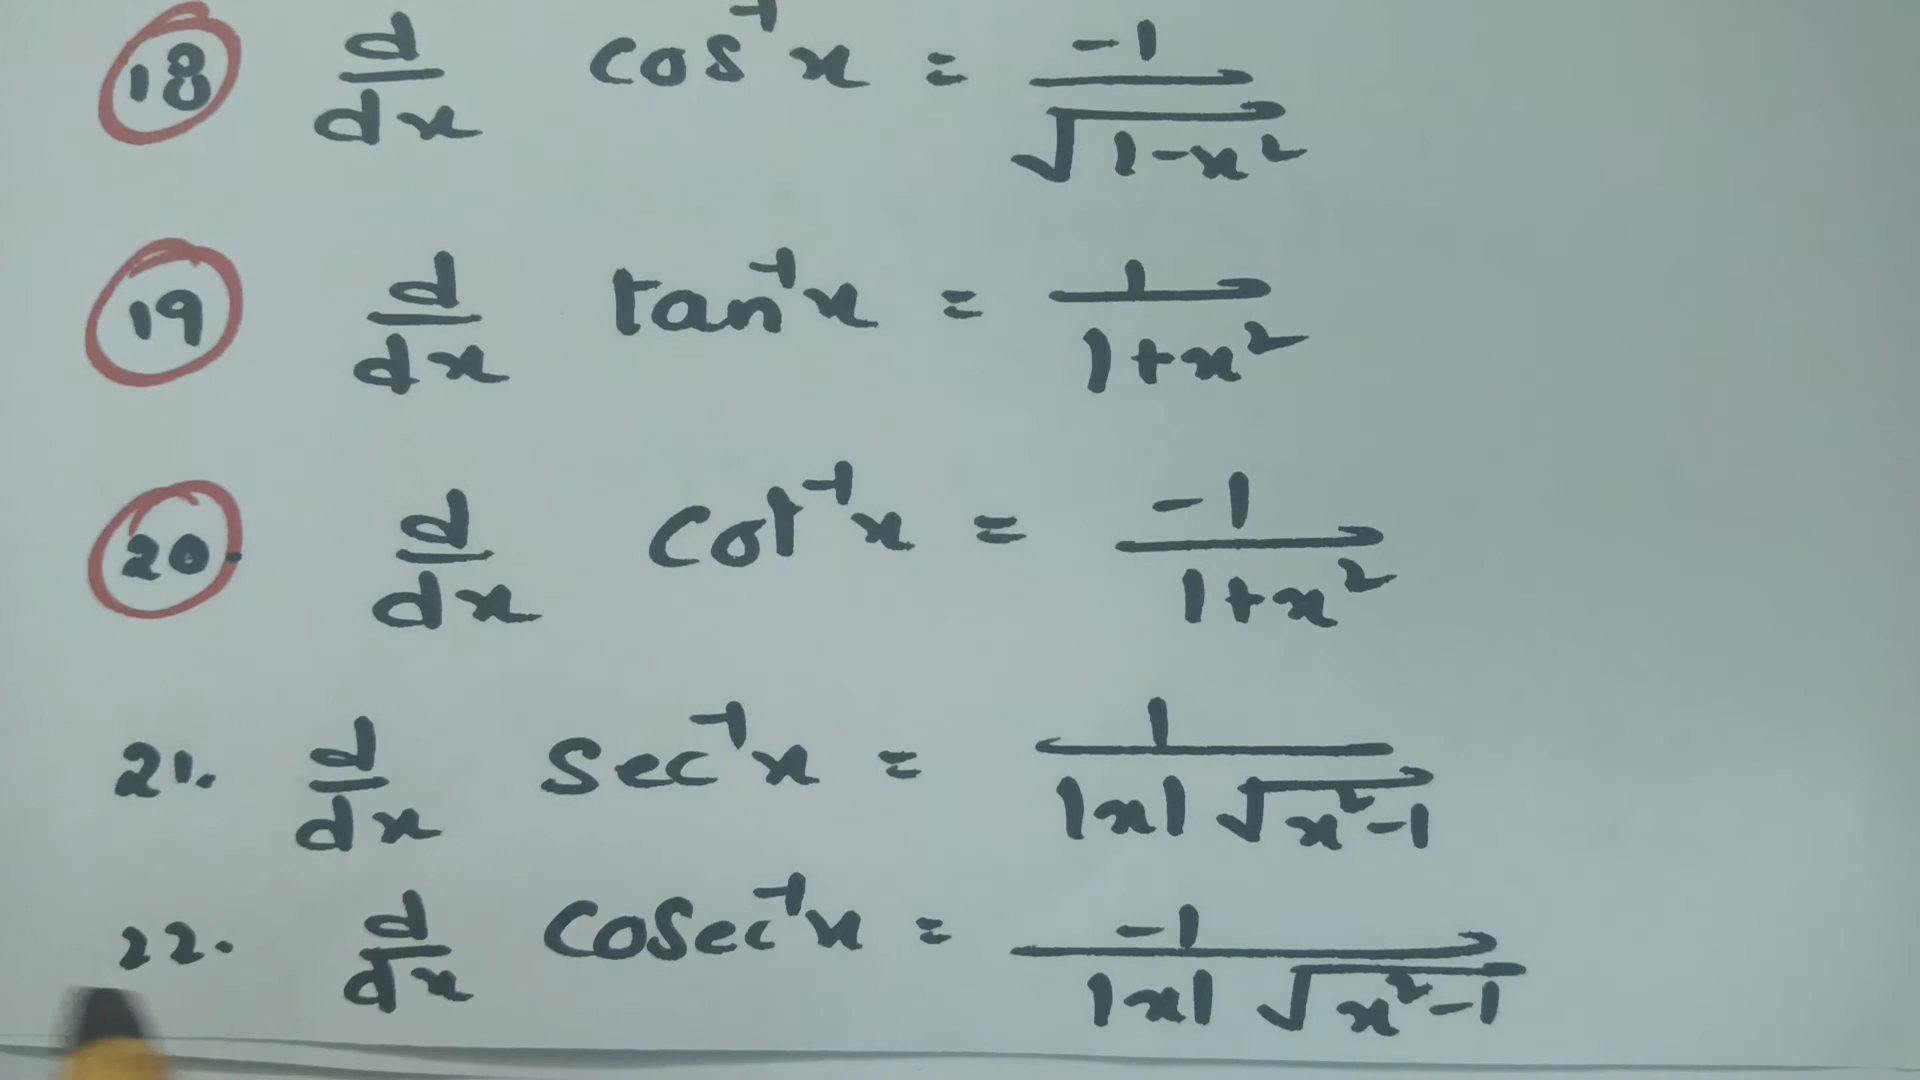 18 d/dx cos⁻¹x = -1/√(1-x²)
19 d/dx tan⁻¹x = 1/(1+x²)
20. d/dx cot⁻¹x = -1/(1+x²)
21. d/dx sec⁻¹x = 1/(|x|√(x²-1))
22. d/dx cosec⁻¹x = -1/(|x|√(x²-1))